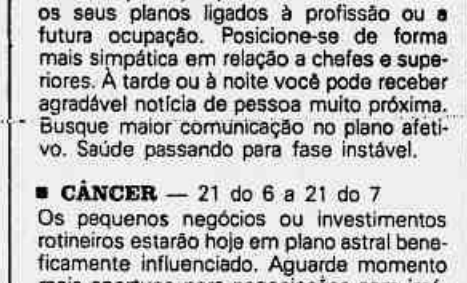 os seus planos ligados à profissão ou a
futura ocupação. Posicione-se de forma
mais simpática em relação a chefes e supe-
riores. À tarde ou à noite você pode receber
agradável notícia de pessoa muito próxima.
Busque maior comunicação no plano afeti-
vo. Saúde passando para fase instável.
■ CÂNCER — 21 do 6 a 21 do 7
Os pequenos negócios ou investimentos
rotineiros estarão hoje em plano astral bene-
ficamente influenciado. Aguarde momento